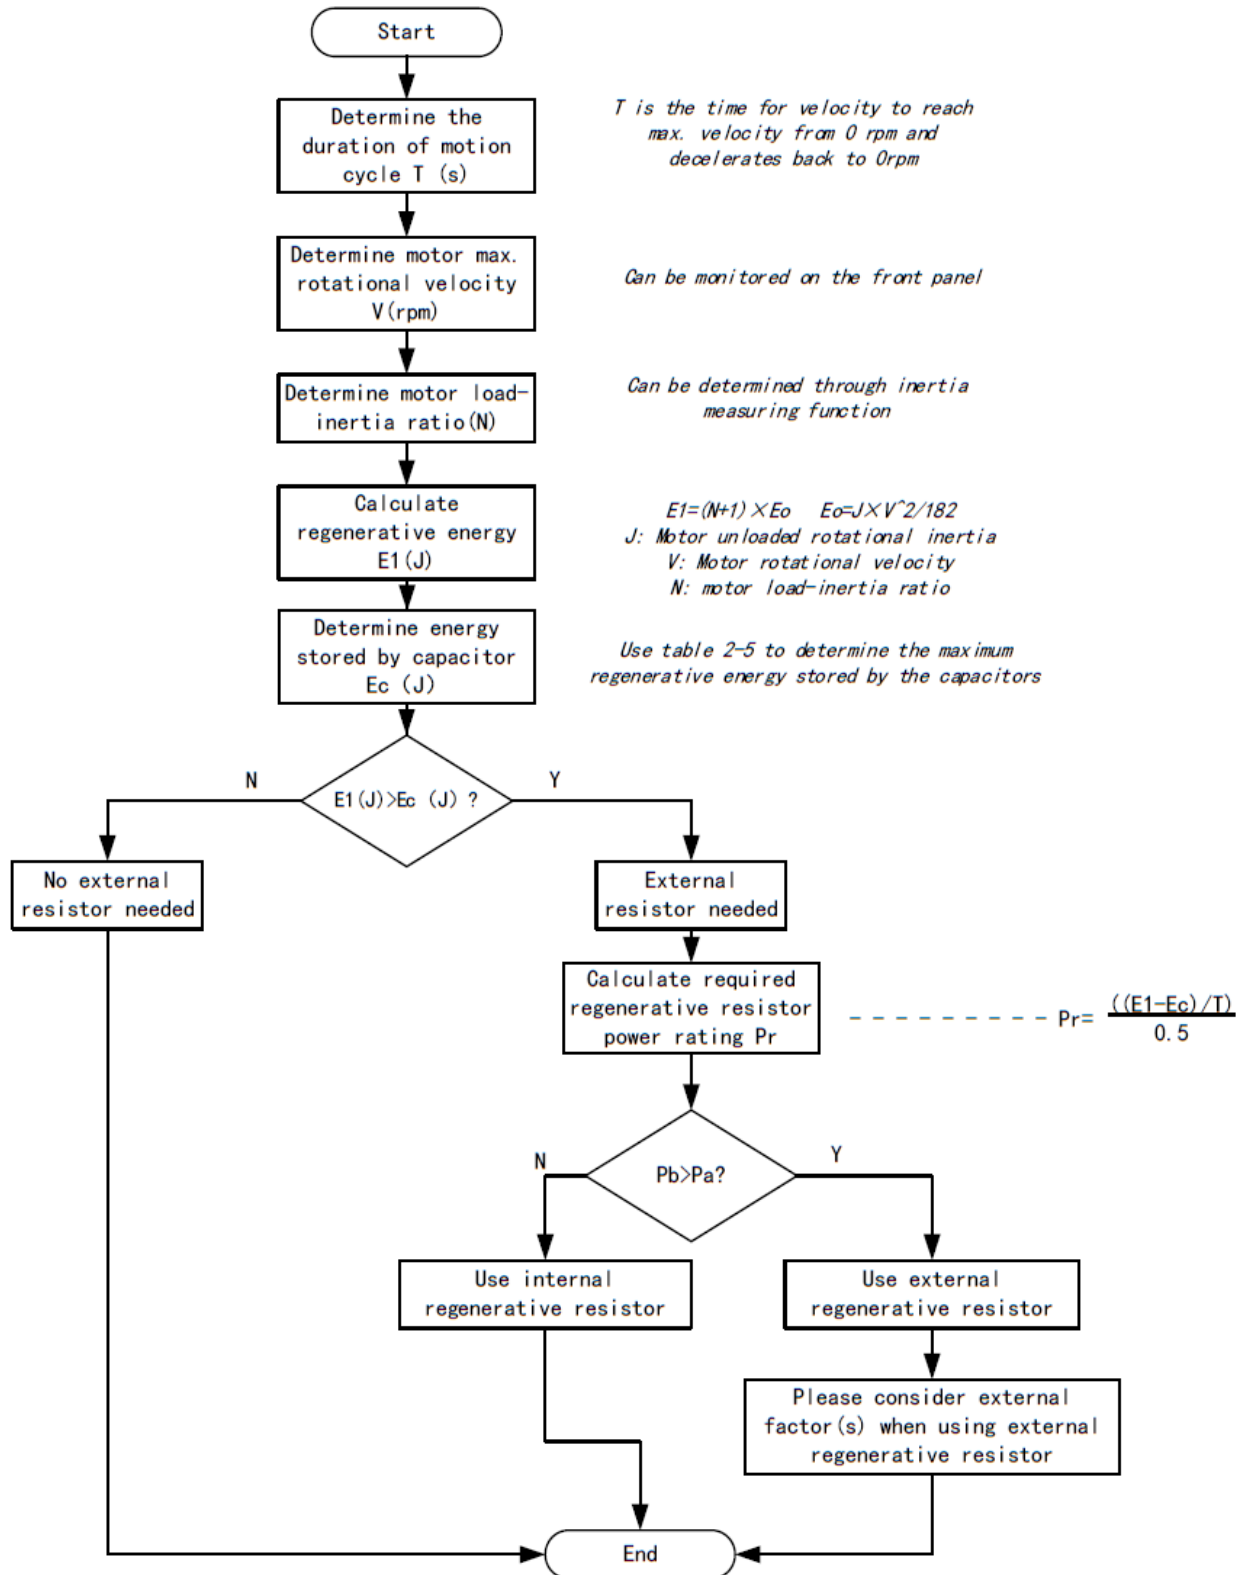 Start
Determine the
duration of motion
cycle T (s)
T is the time for velocity to reach
max. velocity from 0 rpm and
decelerates back to 0rpm
Determine motor max.
rotational velocity
V(rpm)
Can be monitored on the front panel
Determine motor load-
inertia ratio(N)
Can be determined through inertia
measuring function
Calculate
regenerative energy
E1(J)
E1=(N+1)×Eo Eo=J×V^2/182
J: Motor unloaded rotational inertia
V: Motor rotational velocity
N: motor load-inertia ratio
Determine energy
stored by capacitor
Ec (J)
Use table 2-5 to determine the maximum
regenerative energy stored by the capacitors
N
Y
E1(J)>Ec (J) ?
No external
resistor needed
External
resistor needed
Calculate required
regenerative resistor
power rating Pr
Pr= ((E1-Ec)/T)
0.5
N
Y
Pb>Pa?
Use internal
regenerative resistor
Use external
regenerative resistor
Please consider external
factor(s) when using external
regenerative resistor
End